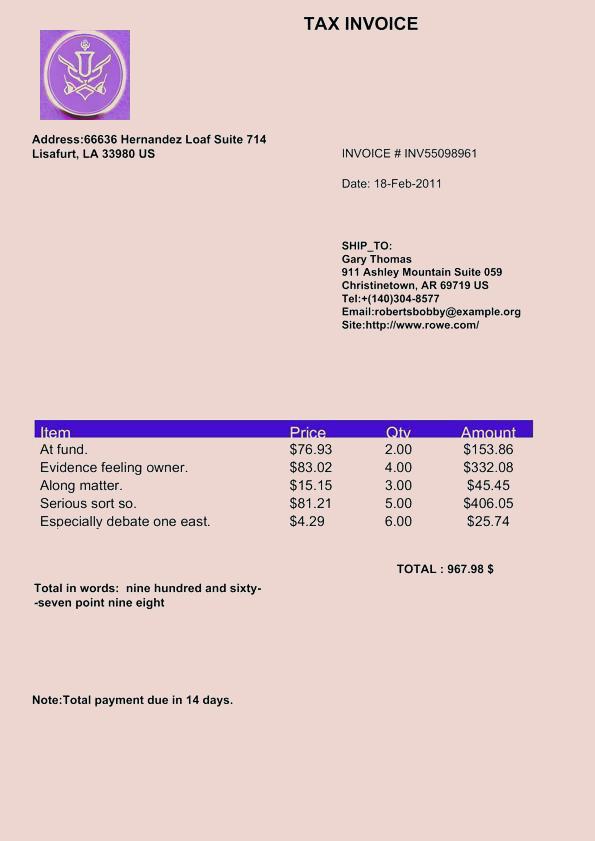 TAX INVOICE
Address:66636 Hernandez Loaf Suite 714
Lisafurt, LA 33980 US
INVOICE # INV55098961
Date: 18-Feb-2011
SHIP_TO:
Gary Thomas
911 Ashley Mountain Suite 059
Christinetown, AR 69719 US
Tel:+(140)304-8577
Email:robertsbobby@example.org
Site:http://www.rowe.com/
Item Price Qty Amount
At fund. $76.93 2.00 $153.86
Evidence feeling owner. $83.02 4.00 $332.08
Along matter. $15.15 3.00 $45.45
Serious sort so. $81.21 5.00 $406.05
Especially debate one east. $4.29 6.00 $25.74
TOTAL : 967.98 $
Total in words:  nine hundred and sixty-
-seven point nine eight
Note:Total payment due in 14 days.